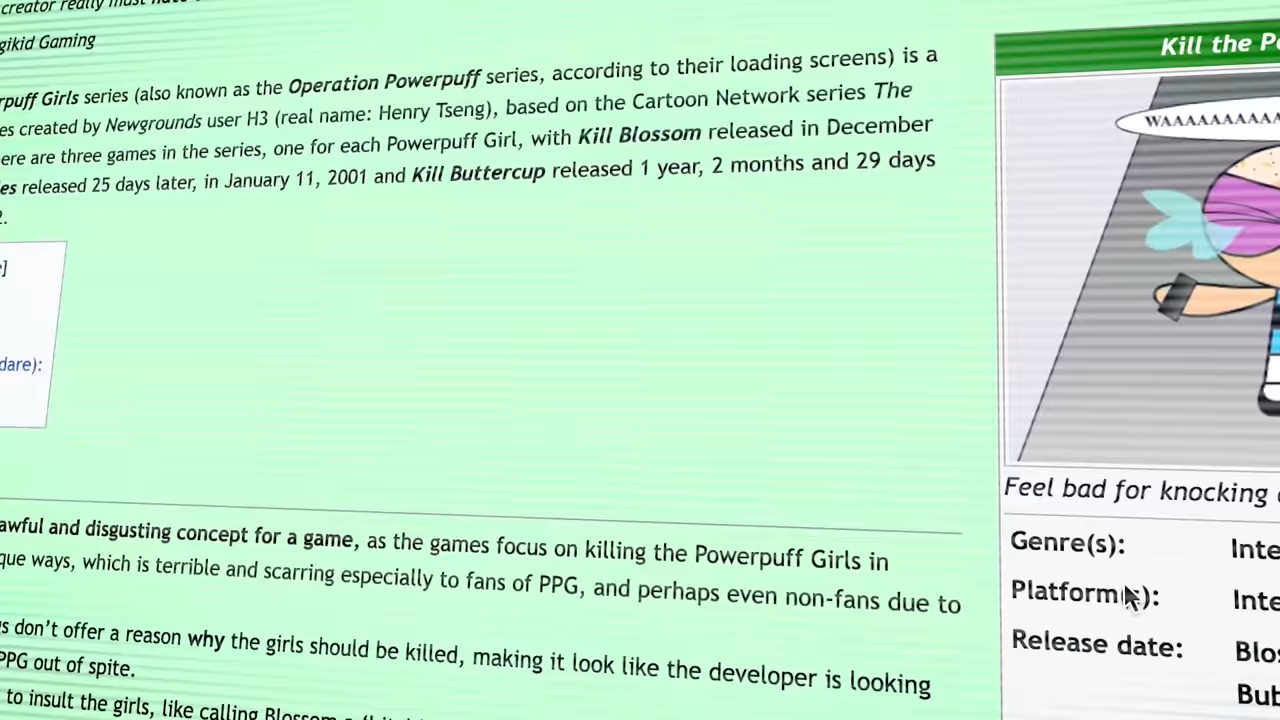 creator really must
gikid Gaming
rpuff Girls series (also known as the Operation Powerpuff series, according to their loading screens) is a
es created by Newgrounds user H3 (real name: Henry Tseng), based on the Cartoon Network series The
ere are three games in the series, one for each Powerpuff Girl, with Kill Blossom released in December
es released 25 days later, in January 11, 2001 and Kill Buttercup released 1 year, 2 months and 29 days
2.
]
dare):
awful and disgusting concept for a game, as the games focus on killing the Powerpuff Girls in
que ways, which is terrible and scarring especially to fans of PPG, and perhaps even non-fans due to
s don't offer a reason why the girls should be killed, making it look like the developer is looking
PPG out of spite.
to insult the girls, like calling Blossom a
Kill the P
WAAAAAAAAAA
Feel bad for knocking
Genre(s): Inte
Platform(s): Inte
Release date: Blos
Bub